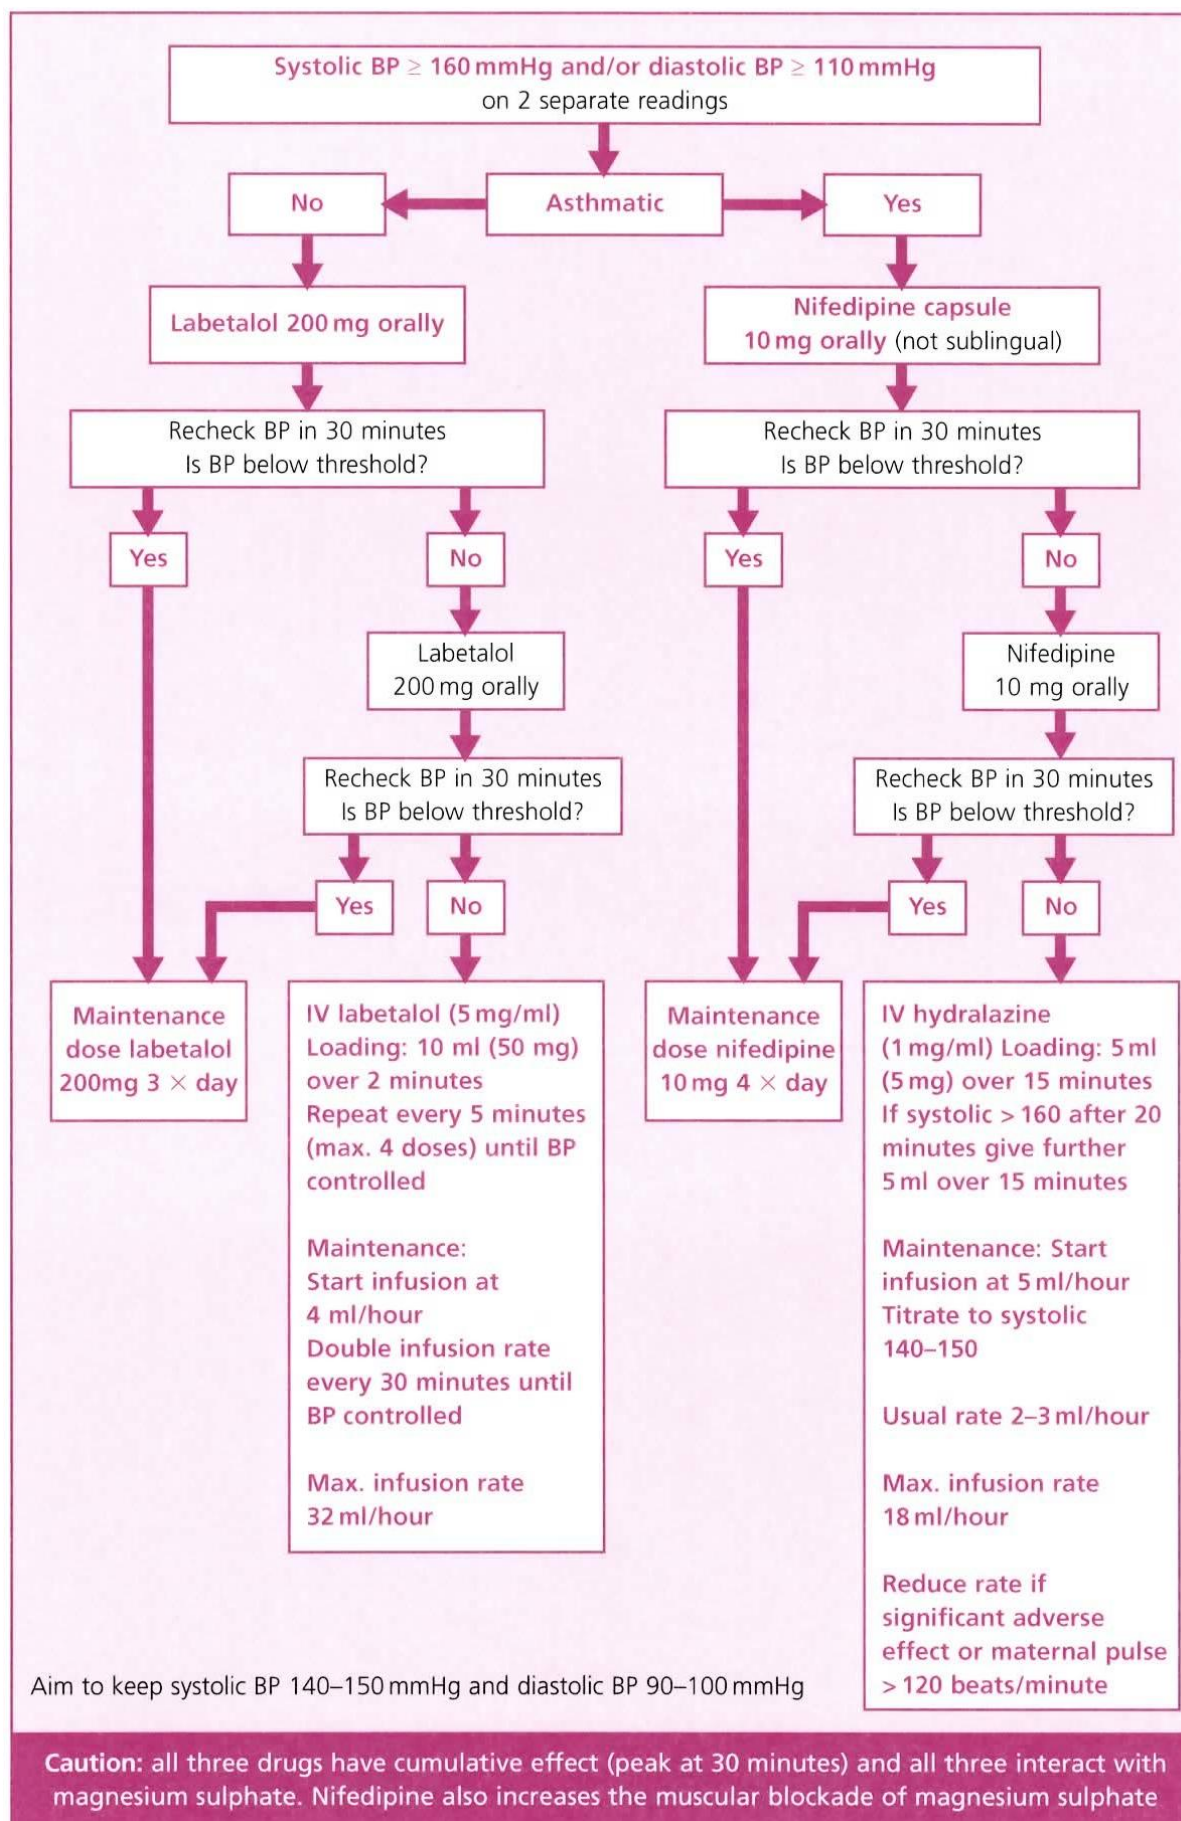 Systolic BP ≥ 160 mmHg and/or diastolic BP ≥ 110 mmHg
on 2 separate readings
No
Asthmatic
Yes
Labetalol 200 mg orally
Nifedipine capsule
10 mg orally (not sublingual)
Recheck BP in 30 minutes
Is BP below threshold?
Recheck BP in 30 minutes
Is BP below threshold?
Yes
No
Yes
No
Labetalol
200 mg orally
Nifedipine
10 mg orally
Recheck BP in 30 minutes
Is BP below threshold?
Recheck BP in 30 minutes
Is BP below threshold?
Yes
No
Yes
No
Maintenance
dose labetalol
200mg 3 × day
IV labetalol (5 mg/ml)
Loading: 10 ml (50 mg)
over 2 minutes
Repeat every 5 minutes
(max. 4 doses) until BP
controlled
Maintenance:
Start infusion at
4 ml/hour
Double infusion rate
every 30 minutes until
BP controlled
Max. infusion rate
32 ml/hour
Maintenance
dose nifedipine
10 mg 4 × day
IV hydralazine
(1 mg/ml) Loading: 5 ml
(5 mg) over 15 minutes
If systolic > 160 after 20
minutes give further
5 ml over 15 minutes
Maintenance: Start
infusion at 5 ml/hour
Titrate to systolic
140–150
Usual rate 2–3 ml/hour
Max. infusion rate
18 ml/hour
Reduce rate if
significant adverse
effect or maternal pulse
> 120 beats/minute
Aim to keep systolic BP 140–150 mmHg and diastolic BP 90–100 mmHg
Caution: all three drugs have cumulative effect (peak at 30 minutes) and all three interact with
magnesium sulphate. Nifedipine also increases the muscular blockade of magnesium sulphate